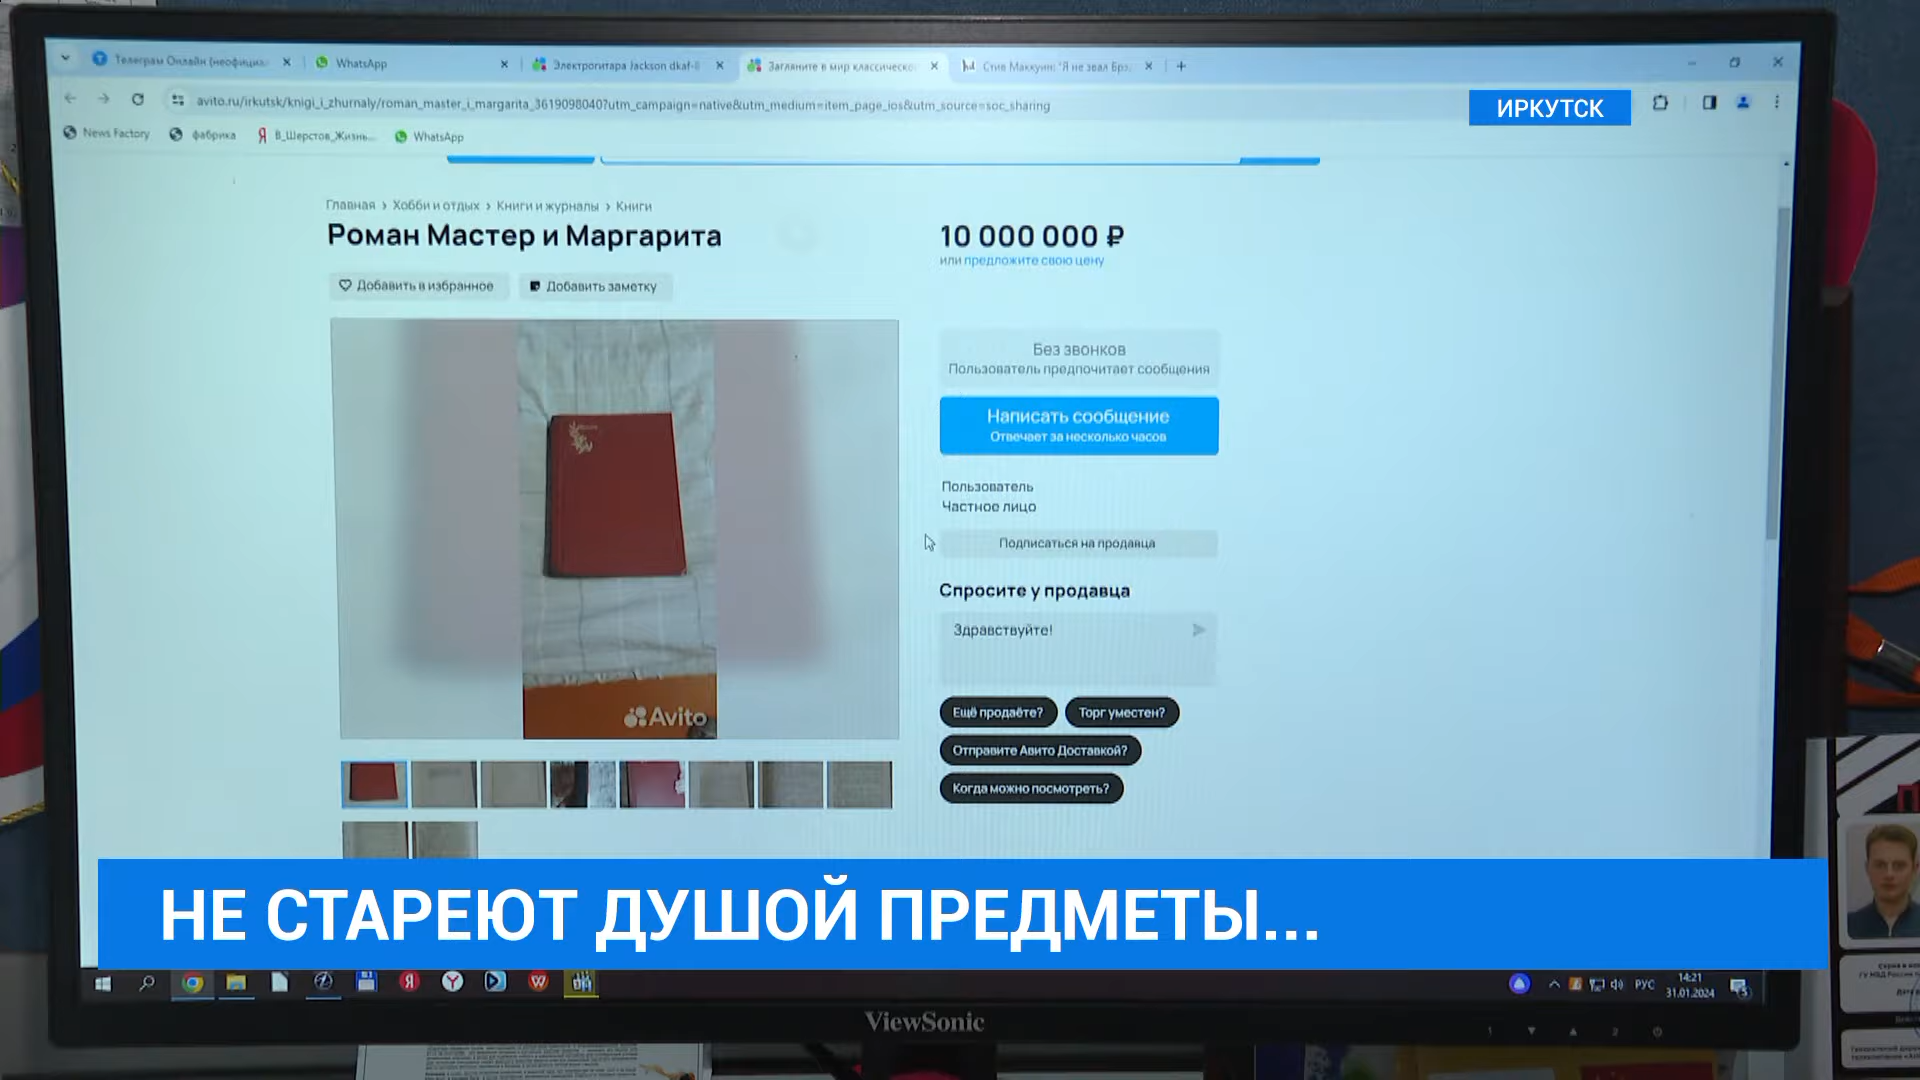 Телеграм Онлайн (неофициа
WhatsApp
Электрогитара Jackson dkaf-8
Загляните в мир классическо
Стив Маккуин: "Я не звал Брэ
avito.ru/irkutsk/knigi_i_zhurnaly/roman_master_i_margarita_3619098040?utm_campaign=native&utm_medium=item_page_ios&utm_source=soc_sharing
ИРКУТСК
News Factory
фабрика
В_Шерстов_Жизнь...
WhatsApp
Главная › Хобби и отдых › Книги и журналы › Книги
Роман Мастер и Маргарита
10 000 000 ₽
или предложите свою цену
Добавить в избранное
Добавить заметку
Без звонков
Пользователь предпочитает сообщения
Написать сообщение
Отвечает за несколько часов
Пользователь
Частное лицо
Подписаться на продавца
Спросите у продавца
Здравствуйте!
Ещё продаёте?
Торг уместен?
Avito
Отправите Авито Доставкой?
Когда можно посмотреть?
НЕ СТАРЕЮТ ДУШОЙ ПРЕДМЕТЫ...
РУС
14:21
31.01.2024
ViewSonic